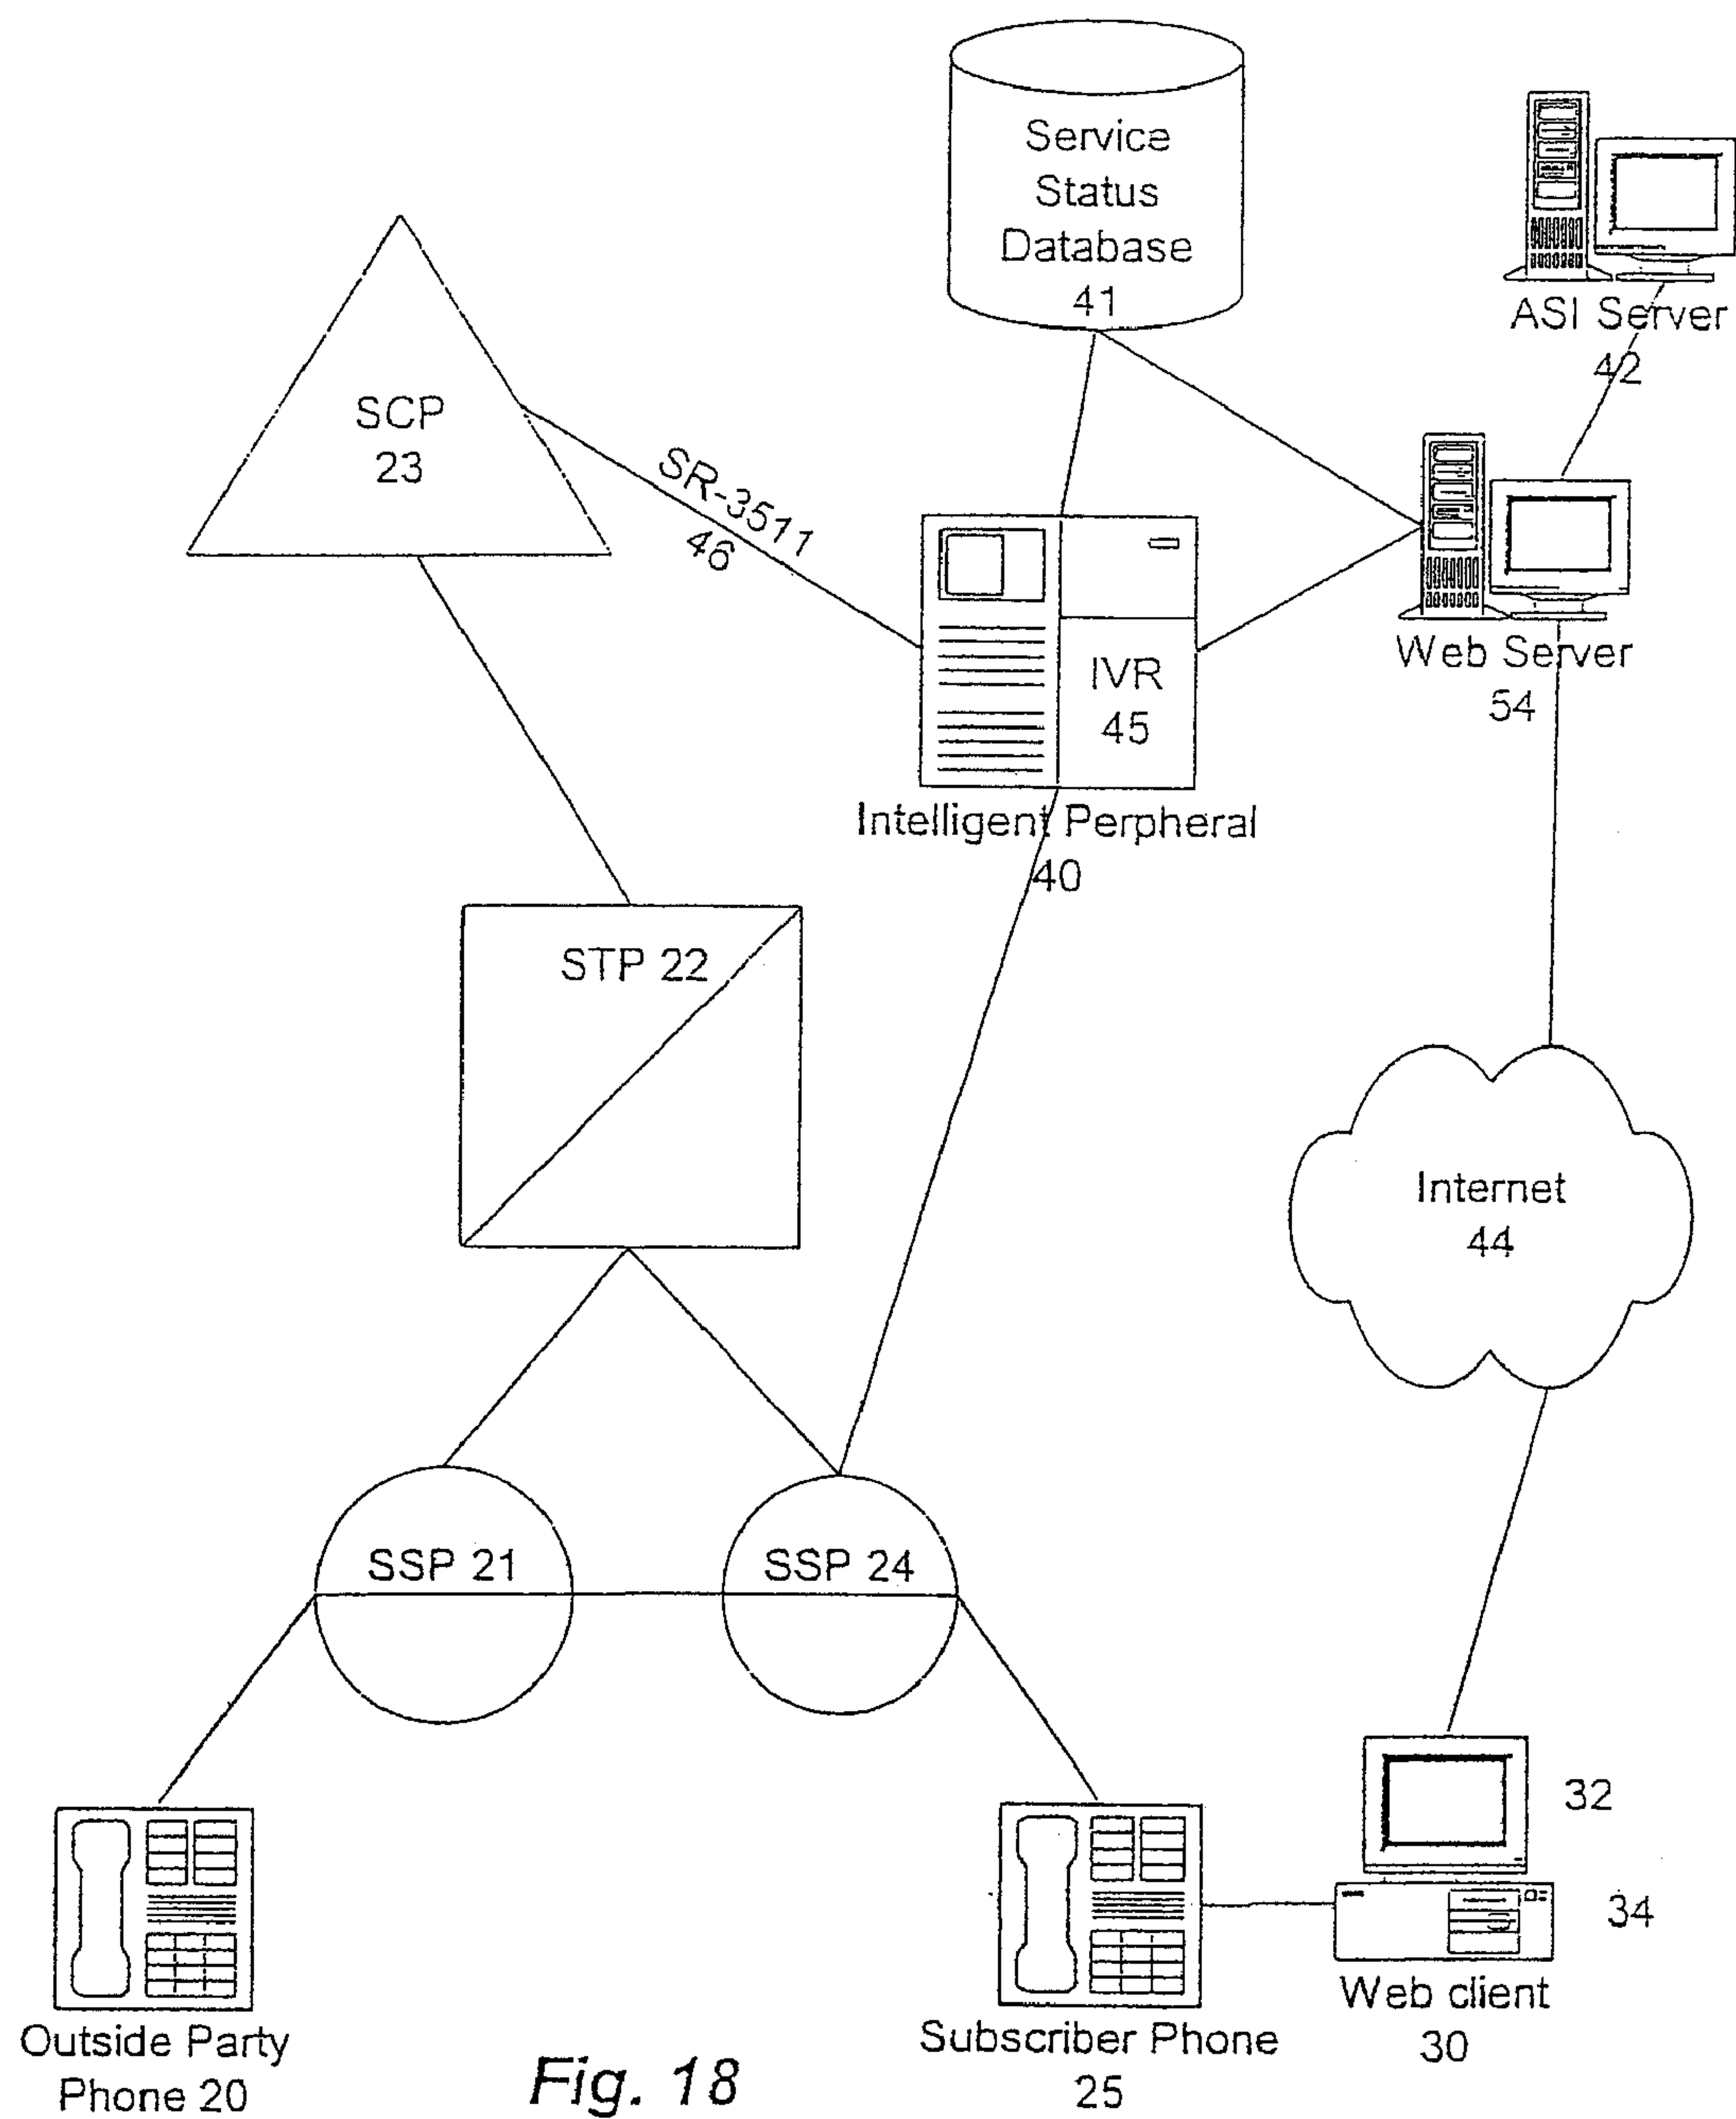 Service
Status
Database
41
ASI Server
42
SCP
23
SR-3511
46
IVR
45
Web Server
54
Intelligent Perpheral
40
STP 22
Internet
44
SSP 21
SSP 24
32
34
Web client
30
Outside Party
Phone 20
Subscriber Phone
25
Fig. 18